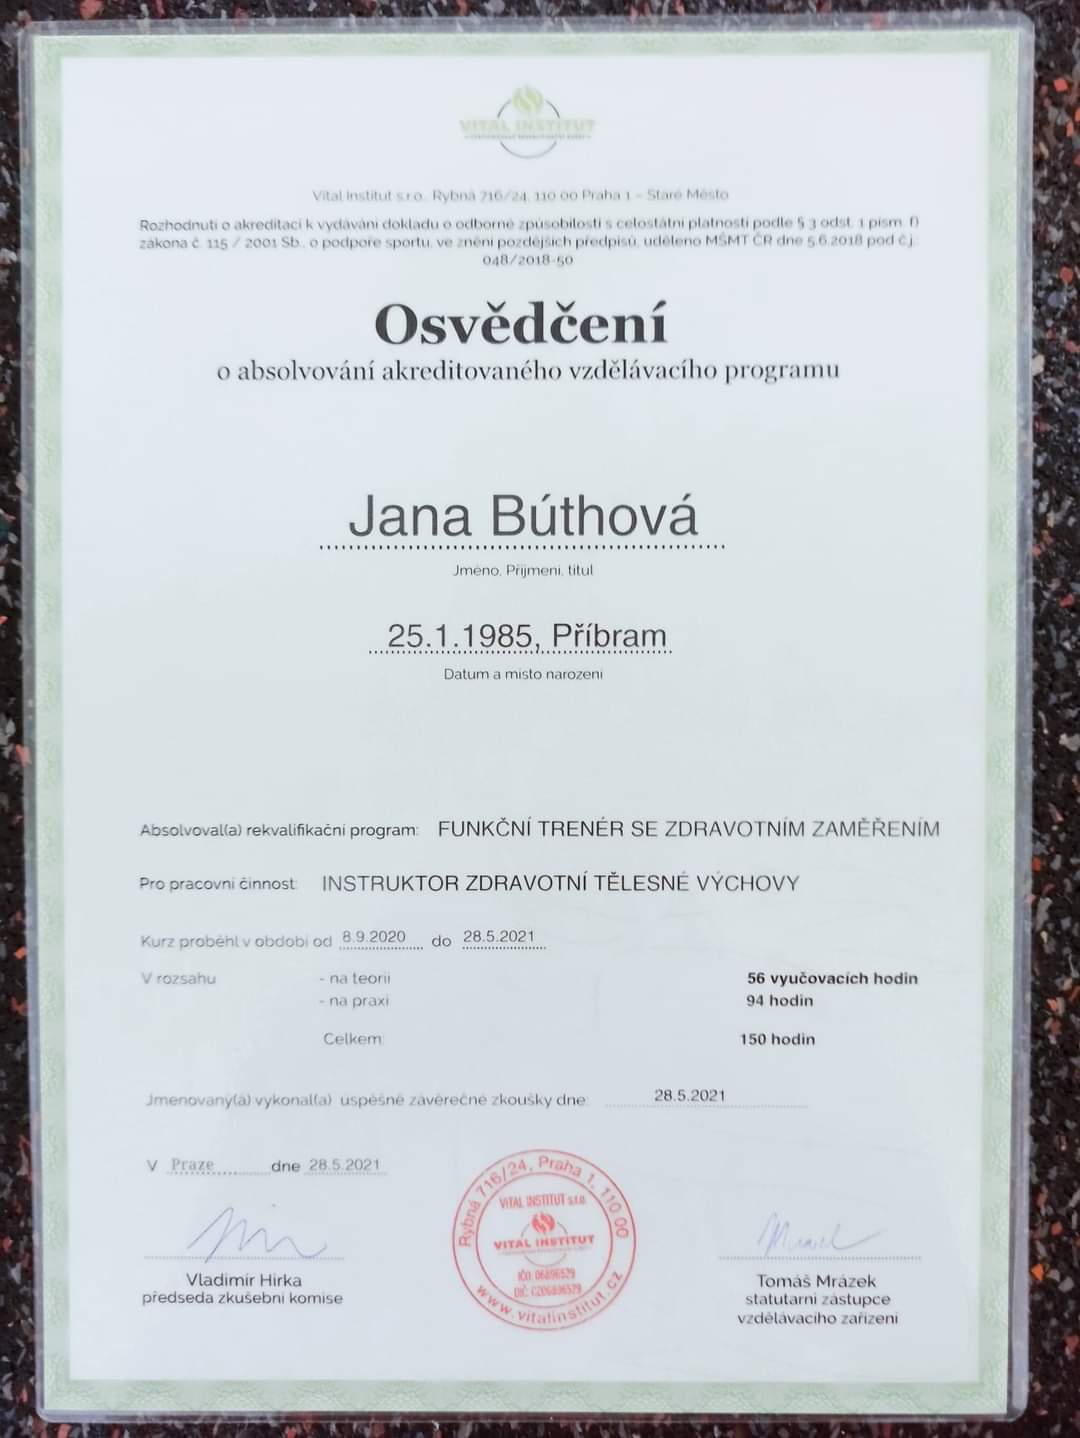 VITAL INSTITUT
Vital Institut s.r.o., Rybná 716/24, 110 00 Praha 1 – Staré Město
Rozhodnutí o akreditaci k vydávání dokladu o odborné způsobilosti s celostátní platností podle § 3 odst. 1 písm. f)
zákona č. 115 / 2001 Sb., o podpoře sportu, ve znění pozdějších předpisů, uděleno MŠMT ČR dne 5.6.2018 pod č.j.:
048/2018-50
Osvědčení
o absolvování akreditovaného vzdělávacího programu
Jana Búthová
Jméno, Příjmení, titul
25.1.1985, Příbram
Datum a místo narození
Absolvoval(a) rekvalifikační program: FUNKČNÍ TRENÉR SE ZDRAVOTNÍM ZAMĚŘENÍM
Pro pracovní činnost: INSTRUKTOR ZDRAVOTNÍ TĚLESNÉ VÝCHOVY
Kurz proběhl v období od 8.9.2020 do 28.5.2021
V rozsahu - na teorii 56 vyučovacích hodin
- na praxi 94 hodin
Celkem: 150 hodin
Jmenovaný(á) vykonal(a) úspěšně závěrečné zkoušky dne: 28.5.2021
V Praze dne 28.5.2021
Rybná 716/24, Praha 1, 110 00
VITAL INSTITUT s.r.o.
VITAL INSTITUT
IČO: 06896529
DIČ: CZ06896529
www.vitalinstitut.cz
Vladimír Hirka
předseda zkušební komise
Tomáš Mrázek
statutární zástupce
vzdělávacího zařízení